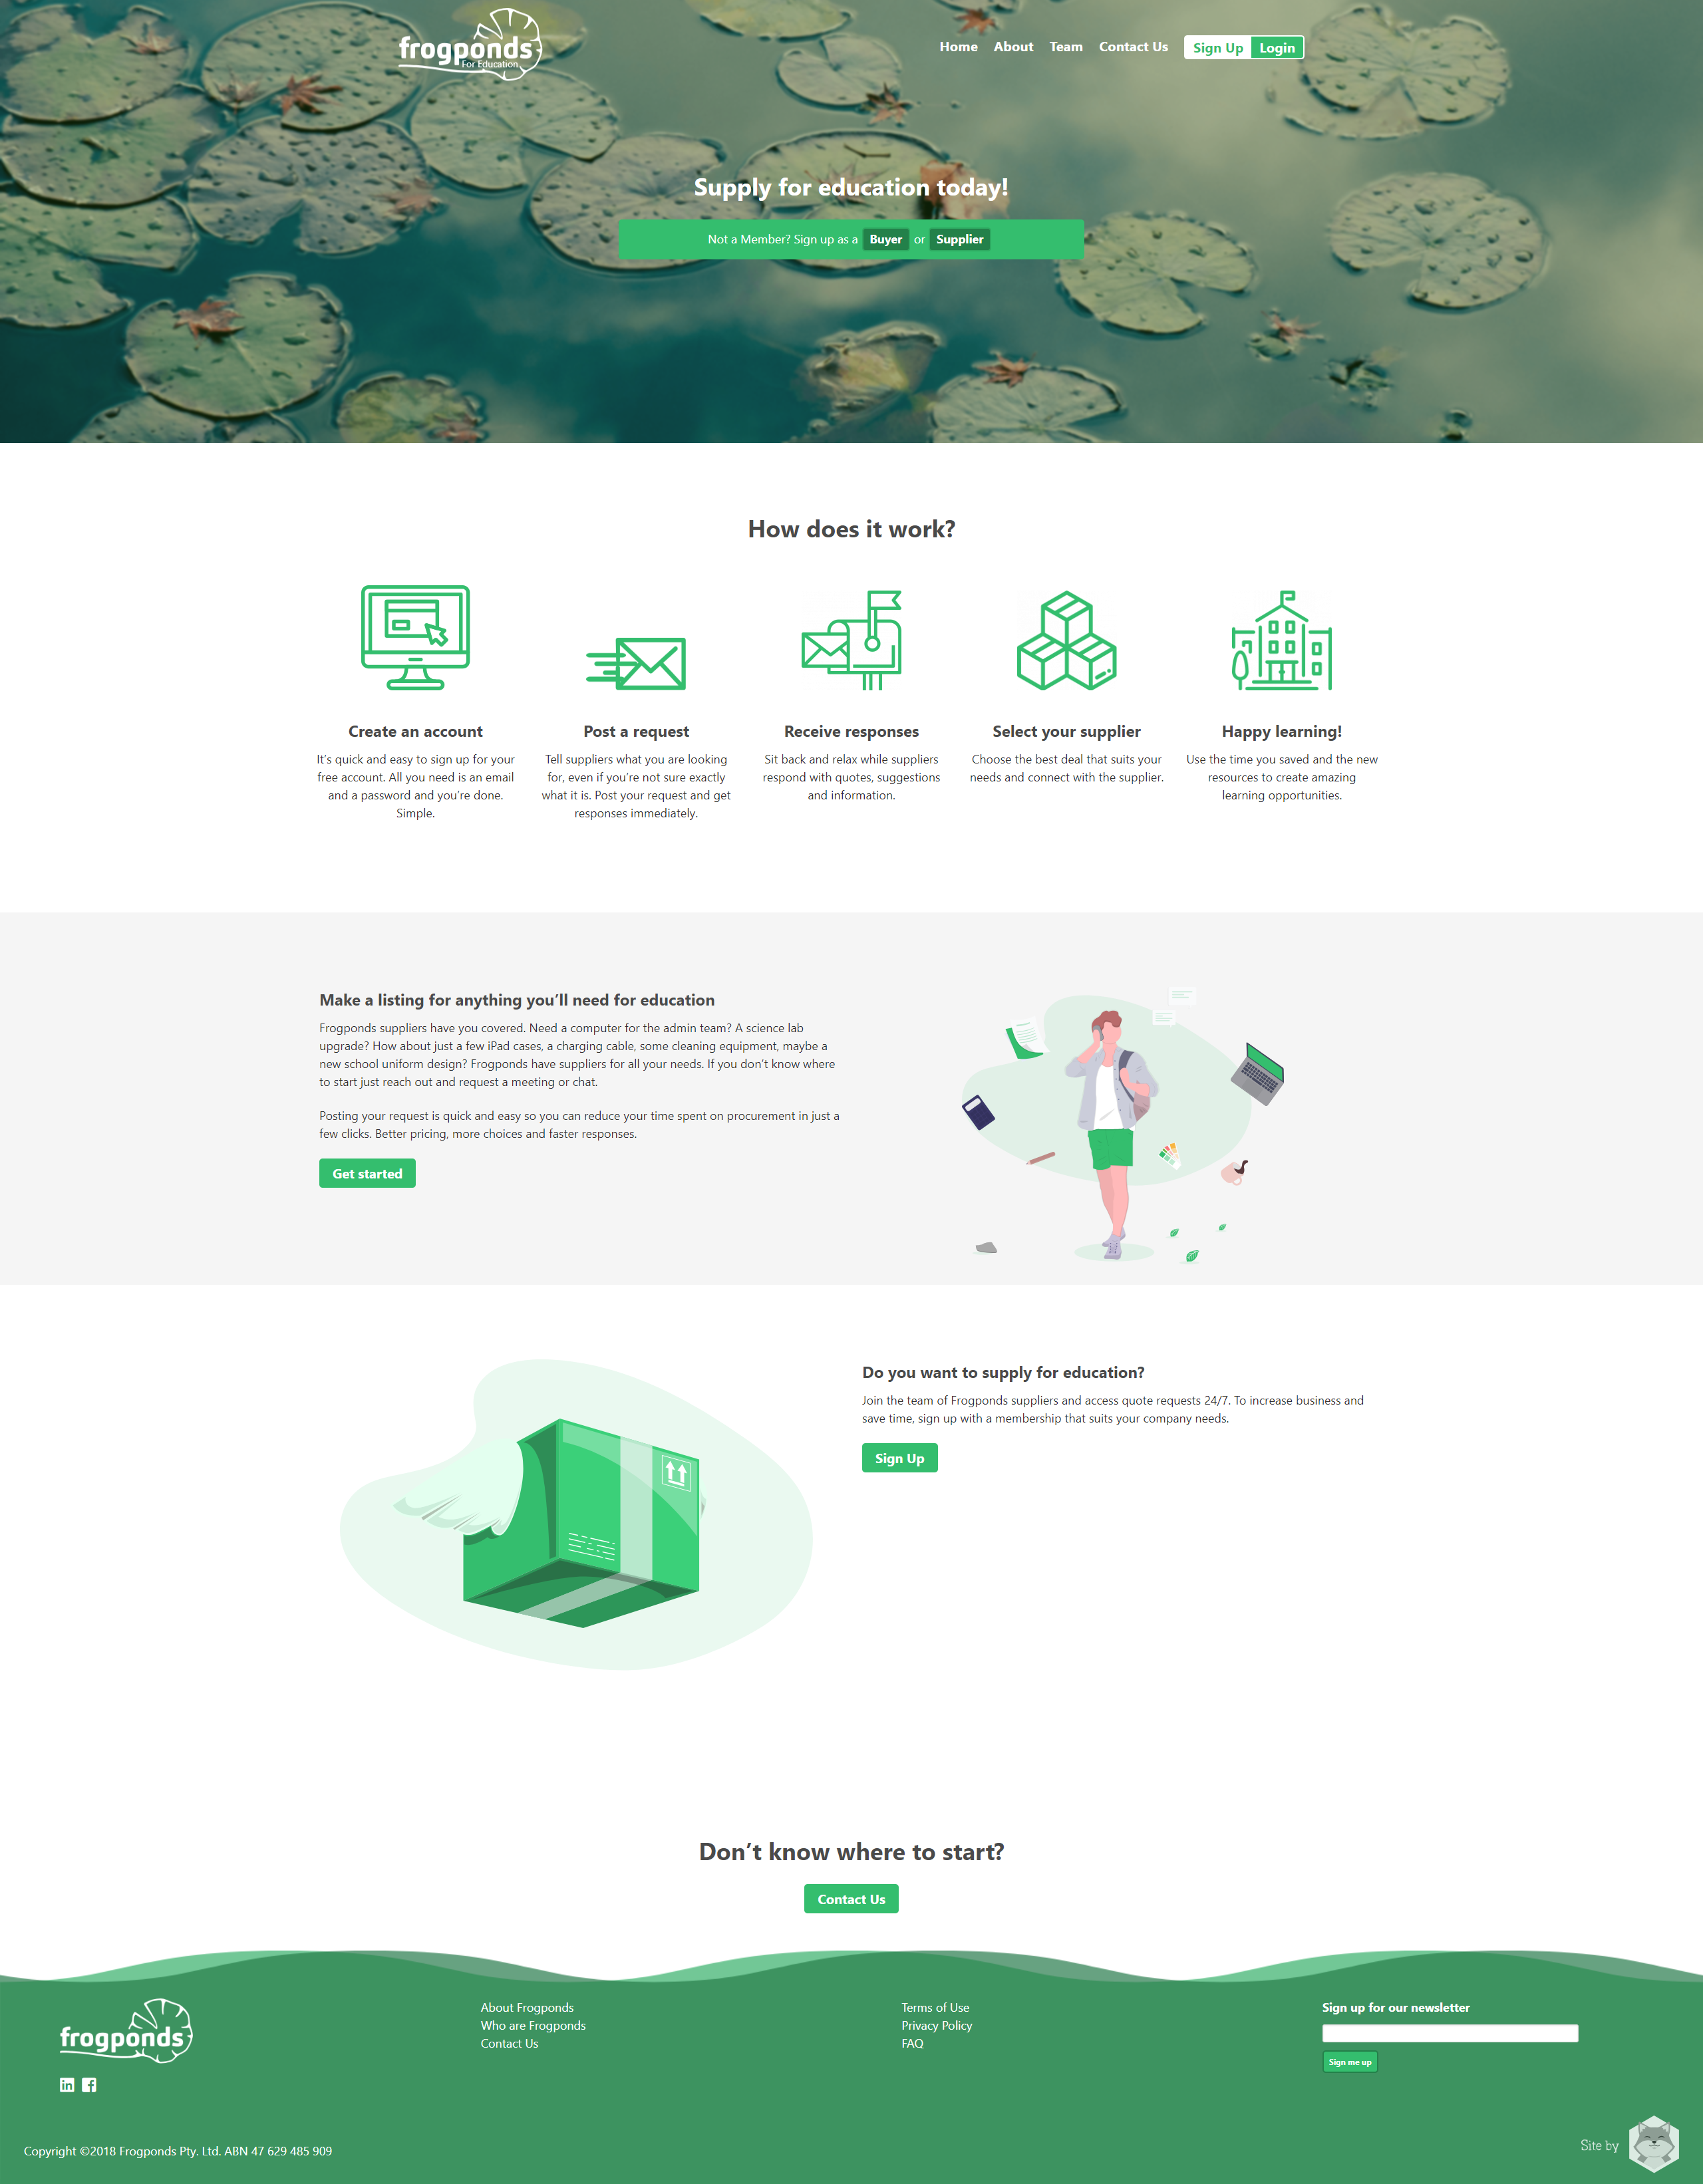 frogponds
For Education
Home About Team Contact Us Sign Up Login
Supply for education today!
Not a Member? Sign up as a Buyer or Supplier
How does it work?
Create an account
It's quick and easy to sign up for your
free account. All you need is an email
and a password and you're done.
Simple.
Post a request
Tell suppliers what you are looking
for, even if you're not sure exactly
what it is. Post your request and get
responses immediately.
Receive responses
Sit back and relax while suppliers
respond with quotes, suggestions
and information.
Select your supplier
Choose the best deal that suits your
needs and connect with the supplier.
Happy learning!
Use the time you saved and the new
resources to create amazing
learning opportunities.
Make a listing for anything you'll need for education
Frogponds suppliers have you covered. Need a computer for the admin team? A science lab
upgrade? How about just a few iPad cases, a charging cable, some cleaning equipment, maybe a
new school uniform design? Frogponds have suppliers for all your needs. If you don't know where
to start just reach out and request a meeting or chat.
Posting your request is quick and easy so you can reduce your time spent on procurement in just a
few clicks. Better pricing, more choices and faster responses.
Get started
Do you want to supply for education?
Join the team of Frogponds suppliers and access quote requests 24/7. To increase business and
save time, sign up with a membership that suits your company needs.
Sign Up
Don't know where to start?
Contact Us
frogponds
About Frogponds
Who are Frogponds
Contact Us
Terms of Use
Privacy Policy
FAQ
Sign up for our newsletter
Sign me up
Copyright ©2018 Frogponds Pty. Ltd. ABN 47 629 485 909
Site by